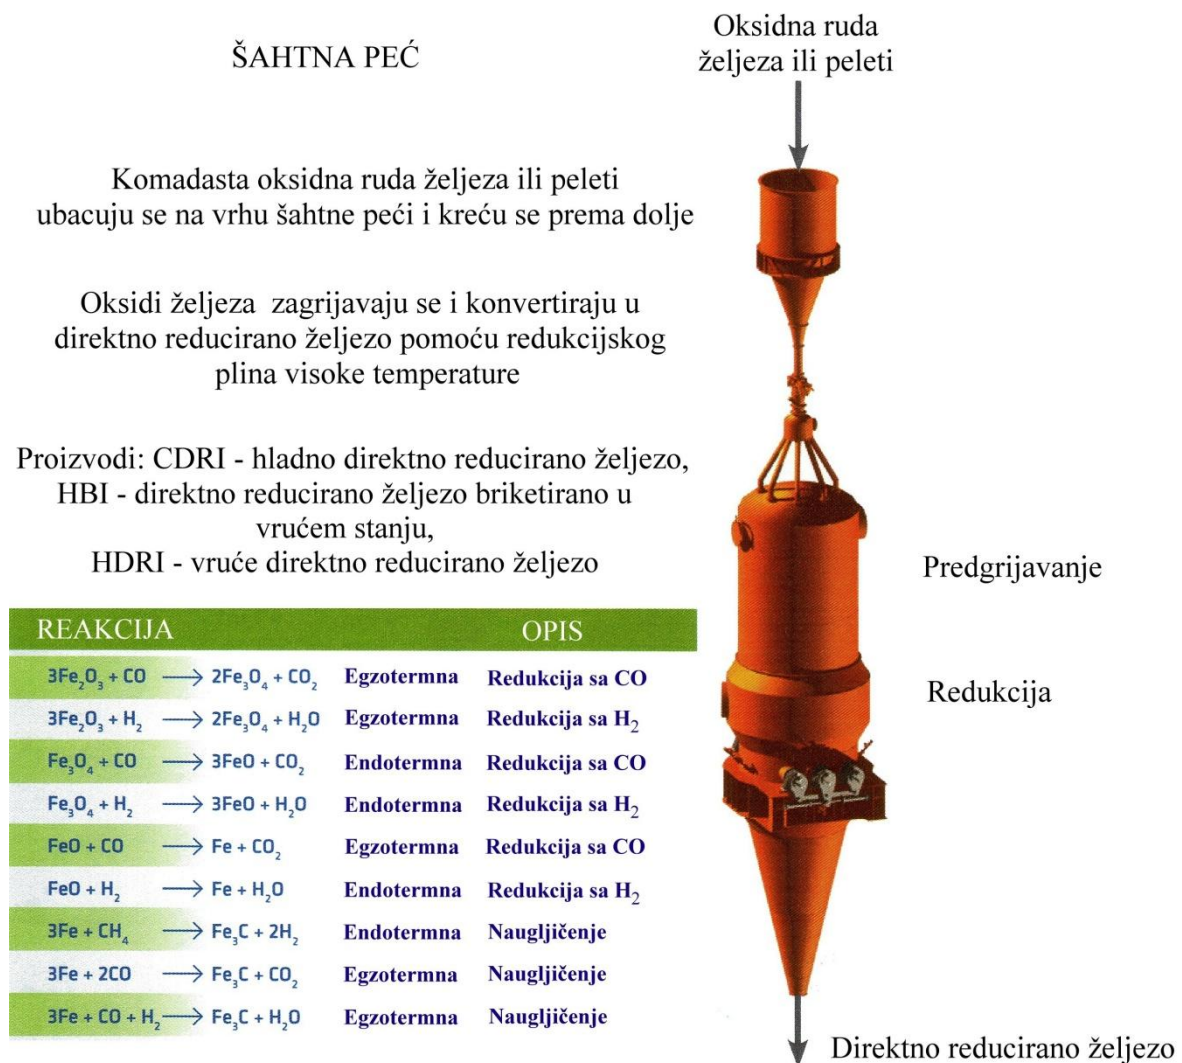 ŠAHTNA PEĆ
Oksidna ruda
željeza ili peleti
Komadasta oksidna ruda željeza ili peleti
ubacuju se na vrhu šahtne peći i kreću se prema dolje
Oksidi željeza zagrijavaju se i konvertiraju u
direktno reducirano željezo pomoću redukcijskog
plina visoke temperature
Proizvodi: CDRI - hladno direktno reducirano željezo,
HBI - direktno reducirano željezo briketirano u
vrućem stanju,
HDRI - vruće direktno reducirano željezo
Predgrijavanje
Redukcija
REAKCIJA OPIS
3Fe₂O₃ + CO → 2Fe₃O₄ + CO₂ Egzotermna Redukcija sa CO
3Fe₂O₃ + H₂ → 2Fe₃O₄ + H₂O Egzotermna Redukcija sa H₂
Fe₃O₄ + CO → 3FeO + CO₂ Endotermna Redukcija sa CO
Fe₃O₄ + H₂ → 3FeO + H₂O Endotermna Redukcija sa H₂
FeO + CO → Fe + CO₂ Egzotermna Redukcija sa CO
FeO + H₂ → Fe + H₂O Endotermna Redukcija sa H₂
3Fe + CH₄ → Fe₃C + 2H₂ Endotermna Naugljičenje
3Fe + 2CO → Fe₃C + CO₂ Egzotermna Naugljičenje
3Fe + CO + H₂ → Fe₃C + H₂O Egzotermna Naugljičenje
Direktno reducirano željezo